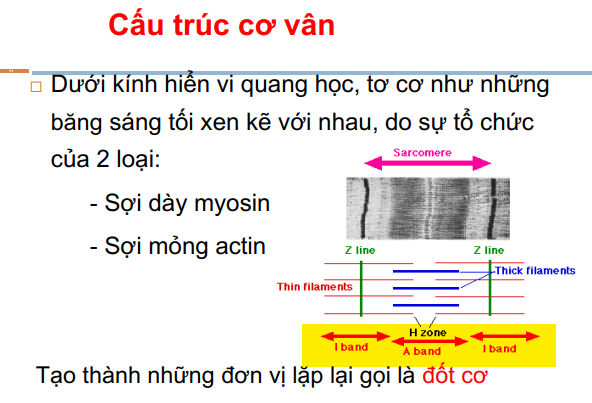 Cấu trúc cơ vân
□ Dưới kính hiển vi quang học, tơ cơ như những
băng sáng tối xen kẽ với nhau, do sự tổ chức
của 2 loại:
- Sợi dày myosin
- Sợi mỏng actin
Sarcomere
Z line
Z line
Thick filaments
Thin filaments
H zone
I band
A band
I band
Tạo thành những đơn vị lặp lại gọi là đốt cơ